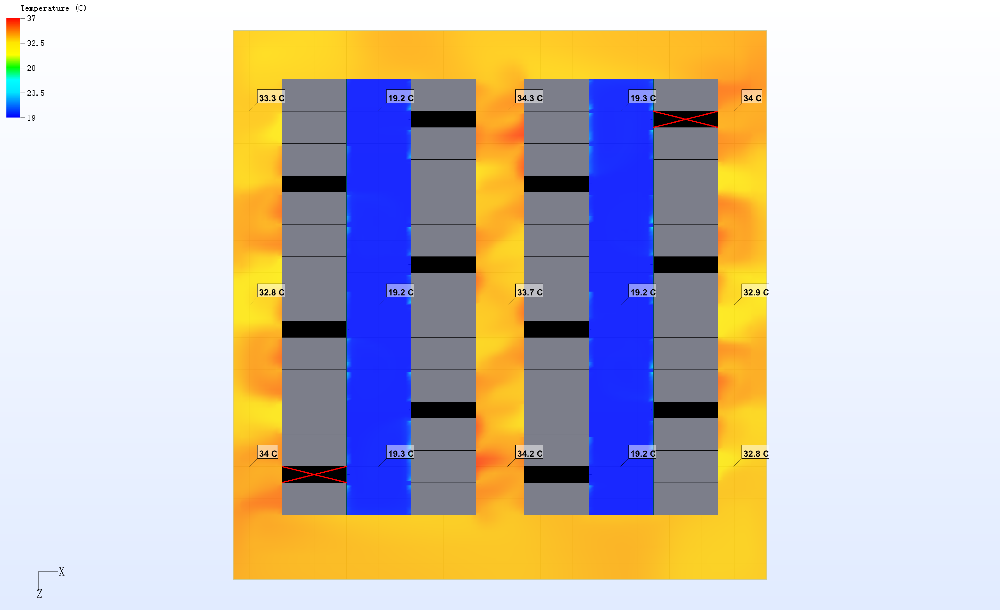 Temperature (C)
37
32.5
28
23.5
19
33.3 C
19.2 C
34.3 C
19.3 C
34 C
32.8 C
19.2 C
33.7 C
19.2 C
32.9 C
34 C
19.3 C
34.2 C
19.2 C
32.8 C
X
Z